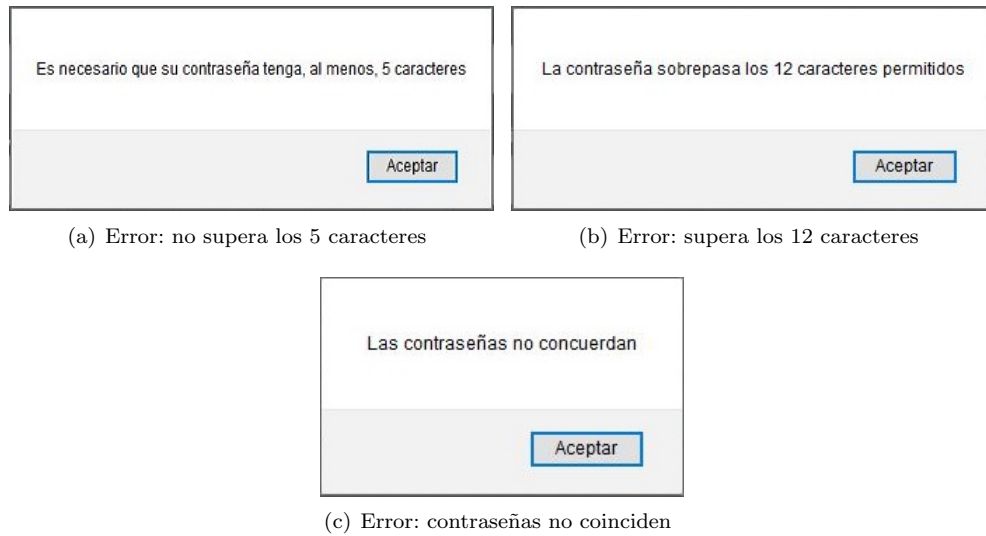 Es necesario que su contraseña tenga, al menos, 5 caracteres
Aceptar
(a) Error: no supera los 5 caracteres
La contraseña sobrepasa los 12 caracteres permitidos
Aceptar
(b) Error: supera los 12 caracteres
Las contraseñas no concuerdan
Aceptar
(c) Error: contraseñas no coinciden